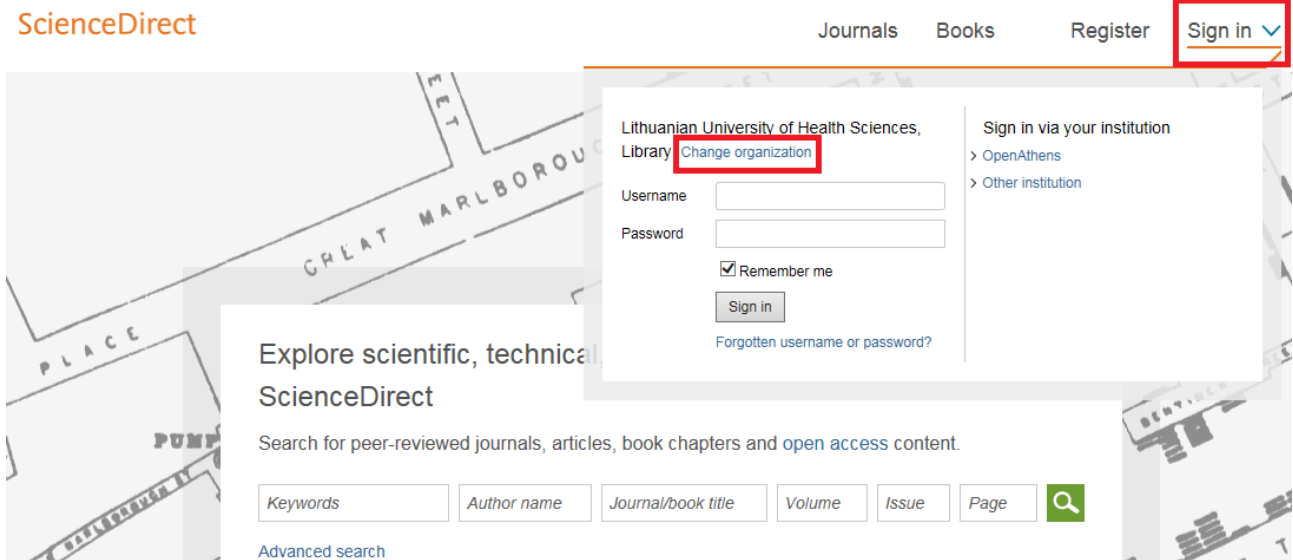 ScienceDirect
Journals Books Register Sign in
Lithuanian University of Health Sciences,
Library Change organization
Username
Password
Remember me
Sign in
Forgotten username or password?
Sign in via your institution
> OpenAthens
> Other institution
GREAT MARLBOROU
PLACE
EET
PUMP
Explore scientific, technical,
ScienceDirect
Search for peer-reviewed journals, articles, book chapters and open access content.
Keywords Author name Journal/book title Volume Issue Page
Advanced search